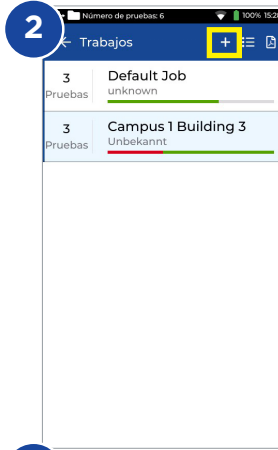 2
Número de pruebas: 6 100% 15:28
← Trabajos +
3 Default Job
Pruebas unknown
3 Campus 1 Building 3
Pruebas Unbekannt